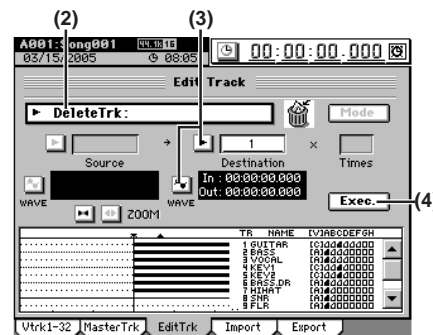 (2) (3)
A001:Song001 44.1K 16
03/15/2005 08:05 00:00:00.000
Edit Track
DeleteTrk: Mode
→ 1 ×
Source Destination Times
In : 00:00:00.000
Out: 00:00:00.000
WAVE ZOOM WAVE Exec. (4
TR NAME [V]ABCDEFGH
1 GUITAR
2 BASS
3 VOCAL
4 KEY1
5 KEY2
6 BASS.DR
7 HIHAT
8 SNR
9 FLR
Vtrk1-32 MasterTrk EditTrk Import Export